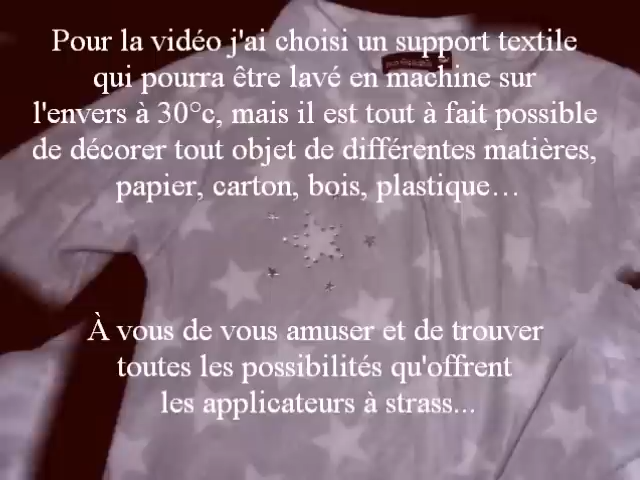 Pour la vidéo j'ai choisi un support textile
qui pourra être lavé en machine sur
l'envers à 30°c, mais il est tout à fait possible
de décorer tout objet de différentes matières,
papier, carton, bois, plastique…
À vous de vous amuser et de trouver
toutes les possibilités qu'offrent
les applicateurs à strass...